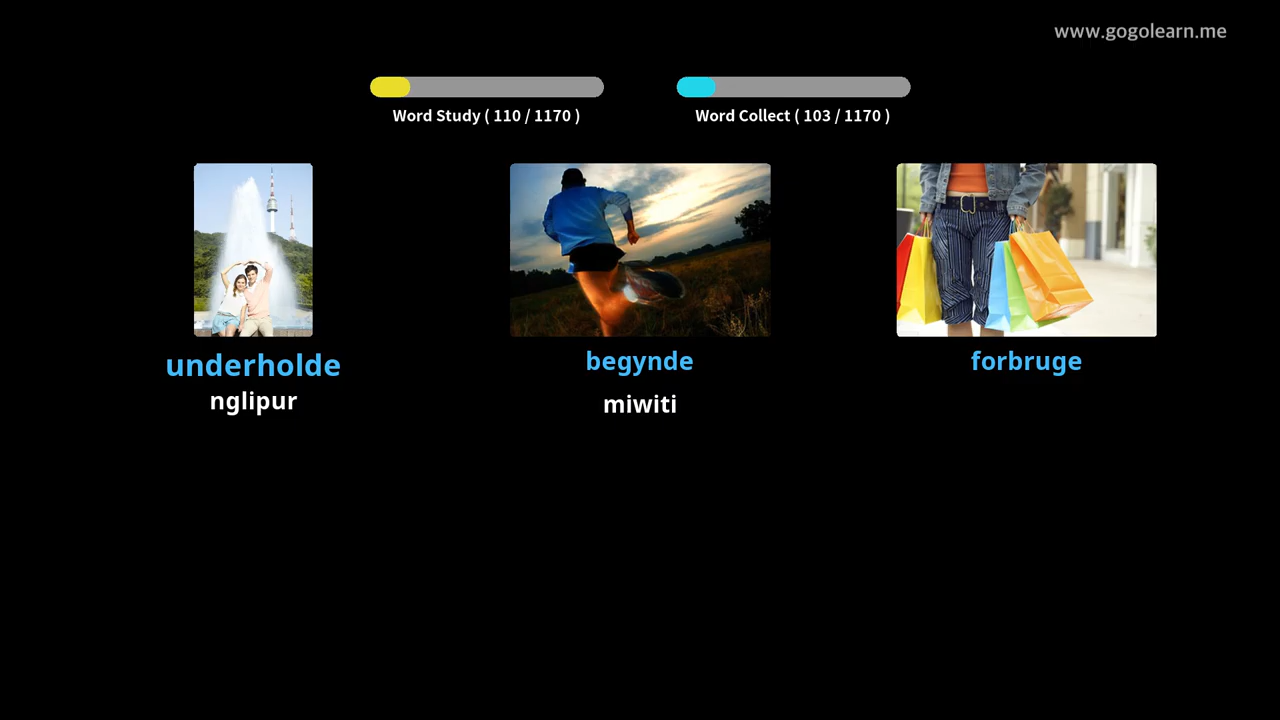 www.gogolearn.me
Word Study ( 110 / 1170 )
Word Collect ( 103 / 1170 )
underholde
nglipur
begynde
miwiti
forbruge